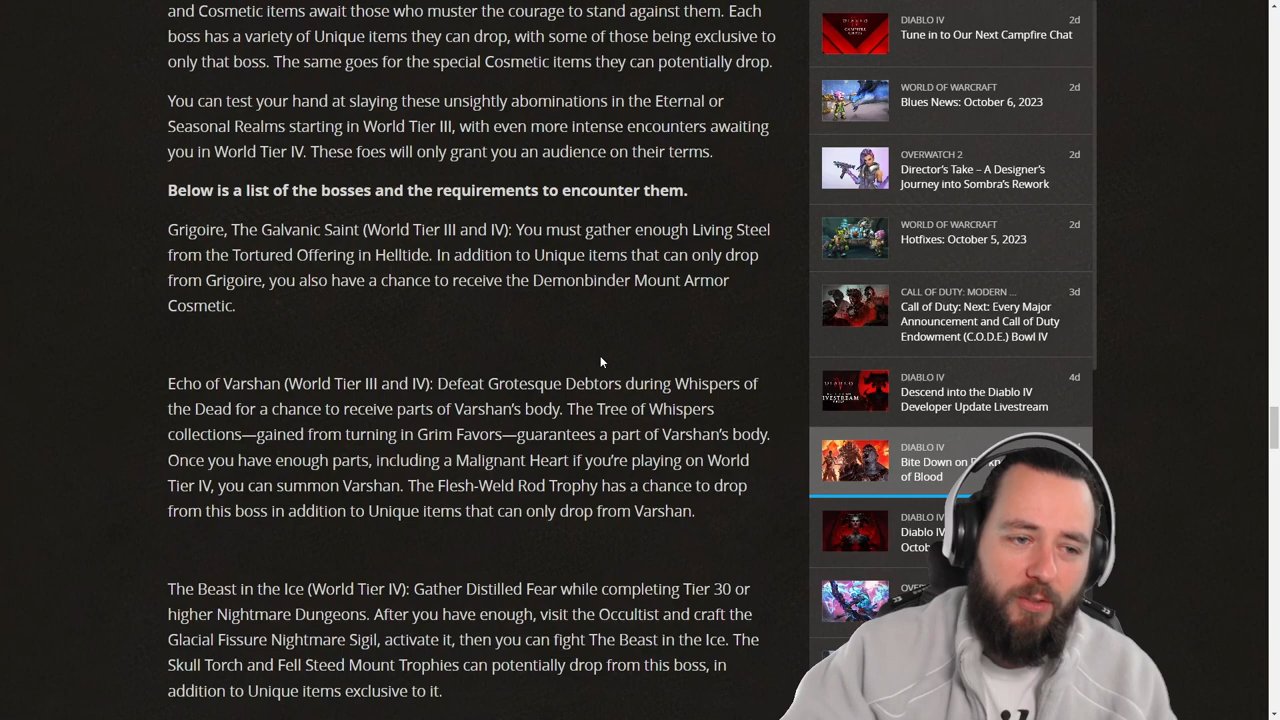 and Cosmetic items await those who muster the courage to stand against them. Each
boss has a variety of Unique items they can drop, with some of those being exclusive to
only that boss. The same goes for the special Cosmetic items they can potentially drop.
You can test your hand at slaying these unsightly abominations in the Eternal or
Seasonal Realms starting in World Tier III, with even more intense encounters awaiting
you in World Tier IV. These foes will only grant you an audience on their terms.
Below is a list of the bosses and the requirements to encounter them.
Grigoire, The Galvanic Saint (World Tier III and IV): You must gather enough Living Steel
from the Tortured Offering in Helltide. In addition to Unique items that can only drop
from Grigoire, you also have a chance to receive the Demonbinder Mount Armor
Cosmetic.
Echo of Varshan (World Tier III and IV): Defeat Grotesque Debtors during Whispers of
the Dead for a chance to receive parts of Varshan's body. The Tree of Whispers
collections—gained from turning in Grim Favors—guarantees a part of Varshan's body.
Once you have enough parts, including a Malignant Heart if you're playing on World
Tier IV, you can summon Varshan. The Flesh-Weld Rod Trophy has a chance to drop
from this boss in addition to Unique items that can only drop from Varshan.
The Beast in the Ice (World Tier IV): Gather Distilled Fear while completing Tier 30 or
higher Nightmare Dungeons. After you have enough, visit the Occultist and craft the
Glacial Fissure Nightmare Sigil, activate it, then you can fight The Beast in the Ice. The
Skull Torch and Fell Steed Mount Trophies can potentially drop from this boss, in
addition to Unique items exclusive to it.
DIABLO IV 2d
Tune in to Our Next Campfire Chat
WORLD OF WARCRAFT 2d
Blues News: October 6, 2023
OVERWATCH 2 2d
Director's Take – A Designer's
Journey into Sombra's Rework
WORLD OF WARCRAFT 2d
Hotfixes: October 5, 2023
CALL OF DUTY: MODERN ... 3d
Call of Duty: Next: Every Major
Announcement and Call of Duty
Endowment (C.O.D.E.) Bowl IV
DIABLO IV 4d
Descend into the Diablo IV
Developer Update Livestream
DIABLO IV
Bite Down on
of Blood
DIABLO IV
Diablo IV